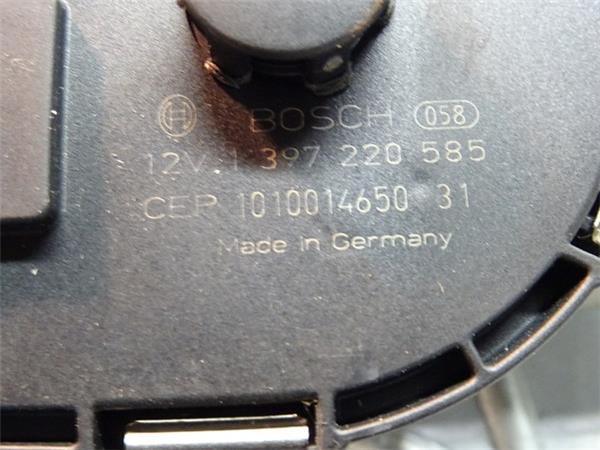 BOSCH 058
12V 1 397 220 585
CEP 1010014650 31
Made in Germany